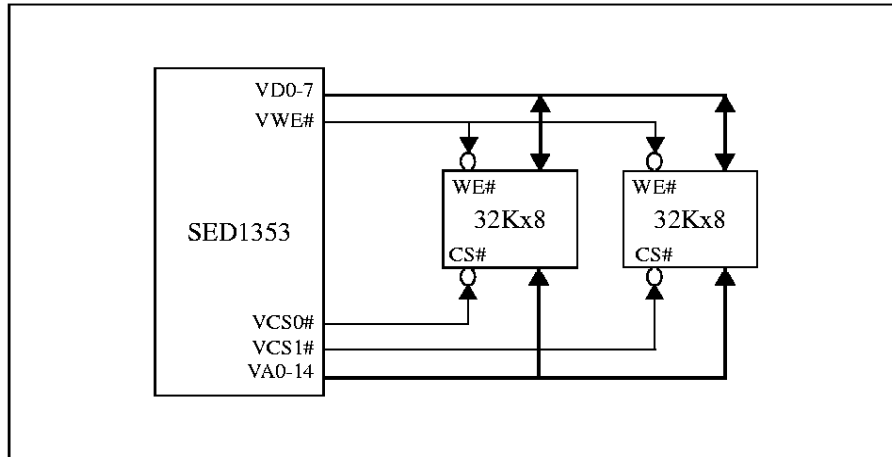 VD0-7
VWE#
WE#
WE#
32Kx8
32Kx8
SED1353
CS#
CS#
VCS0#
VCS1#
VA0-14